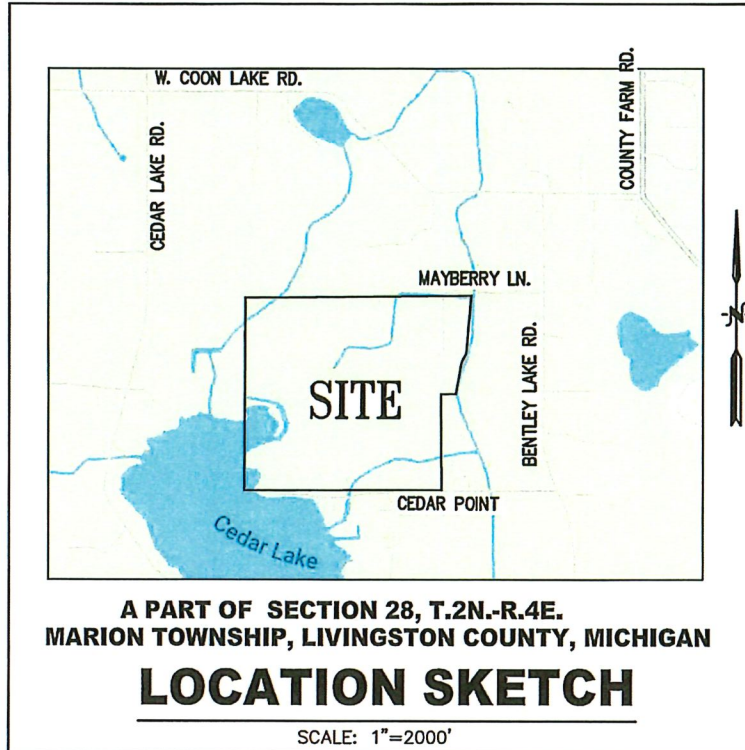 W. COON LAKE RD.
COUNTY FARM RD.
CEDAR LAKE RD.
MAYBERRY LN.
N
BENTLEY LAKE RD.
SITE
CEDAR POINT
Cedar Lake
A PART OF SECTION 28, T.2N.-R.4E.
MARION TOWNSHIP, LIVINGSTON COUNTY, MICHIGAN
LOCATION SKETCH
SCALE: 1"=2000'